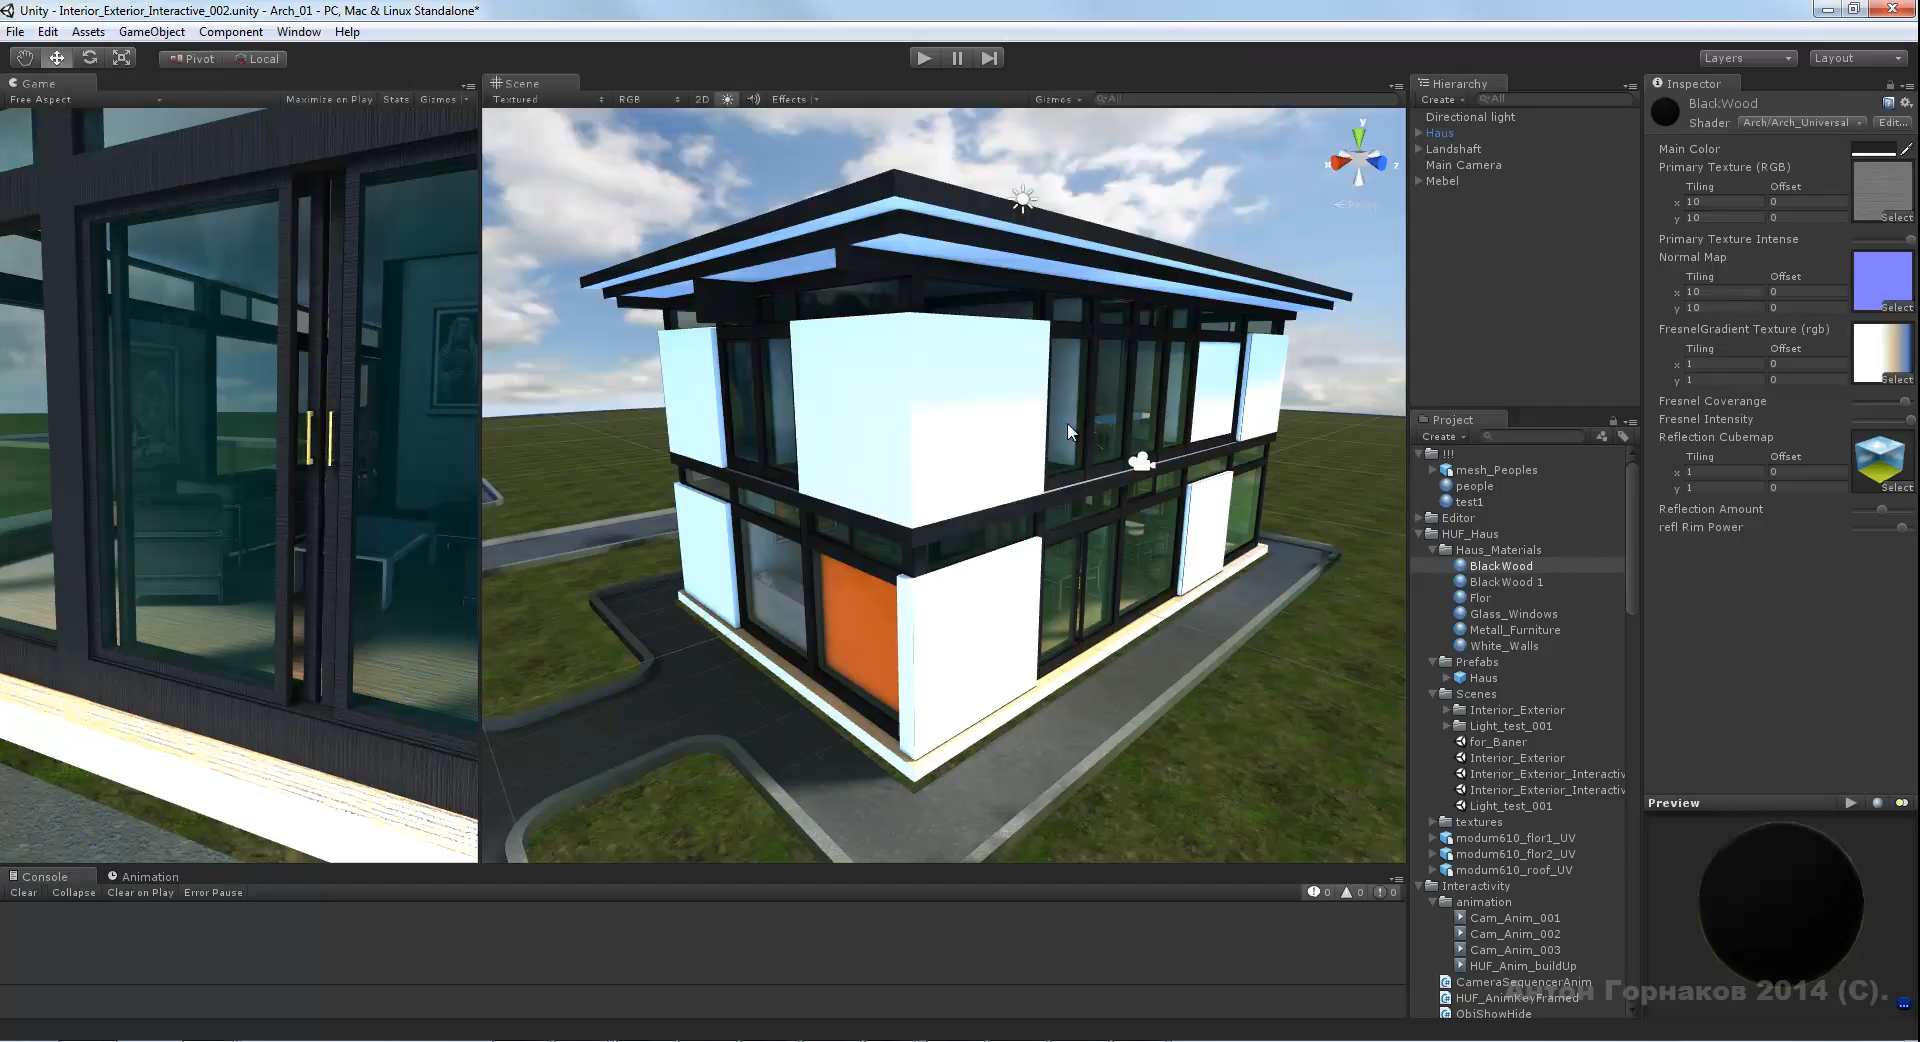 Unity - Interior_Exterior_Interactive_002.unity - Arch_01 - PC, Mac & Linux Standalone*
File Edit Assets GameObject Component Window Help
Pivot Local Layers Layout
Game
Free Aspect Maximize on Play Stats Gizmos
Scene
Textured RGB 2D Effects Gizmos All
y
x z
Hierarchy
Create All
Directional light
Haus
Landshaft
Main Camera
Mebel
Project
Create
!!!
mesh_Peoples
people
test1
Editor
HUF_Haus
Haus_Materials
BlackWood
BlackWood 1
Flor
Glass_Windows
Metall_Furniture
White_Walls
Prefabs
Haus
Scenes
Interior_Exterior
Light_test_001
for_Baner
Interior_Exterior
Interior_Exterior_Interactiv
Interior_Exterior_Interactiv
Light_test_001
textures
modum610_flor1_UV
modum610_flor2_UV
modum610_roof_UV
Interactivity
animation
Cam_Anim_001
Cam_Anim_002
Cam_Anim_003
HUF_Anim_buildUp
CameraSequencerAnim
HUF_AnimKeyFramed
ObjShowHide
Inspector
BlackWood
Shader Arch/Arch_Universal Edit...
Main Color
Primary Texture (RGB)
Tiling Offset
x 10 0
y 10 0
Select
Primary Texture Intense
Normal Map
Tiling Offset
x 10 0
y 10 0
Select
FresnelGradient Texture (rgb)
Tiling Offset
x 1 0
y 1 0
Select
Fresnel Coverange
Fresnel Intensity
Reflection Cubemap
Tiling Offset
x 1 0
y 1 0
Select
Reflection Amount
refl Rim Power
Preview
Console Animation
Clear Collapse Clear on Play Error Pause 0 0 0
Антон Горнаков 2014 (C).